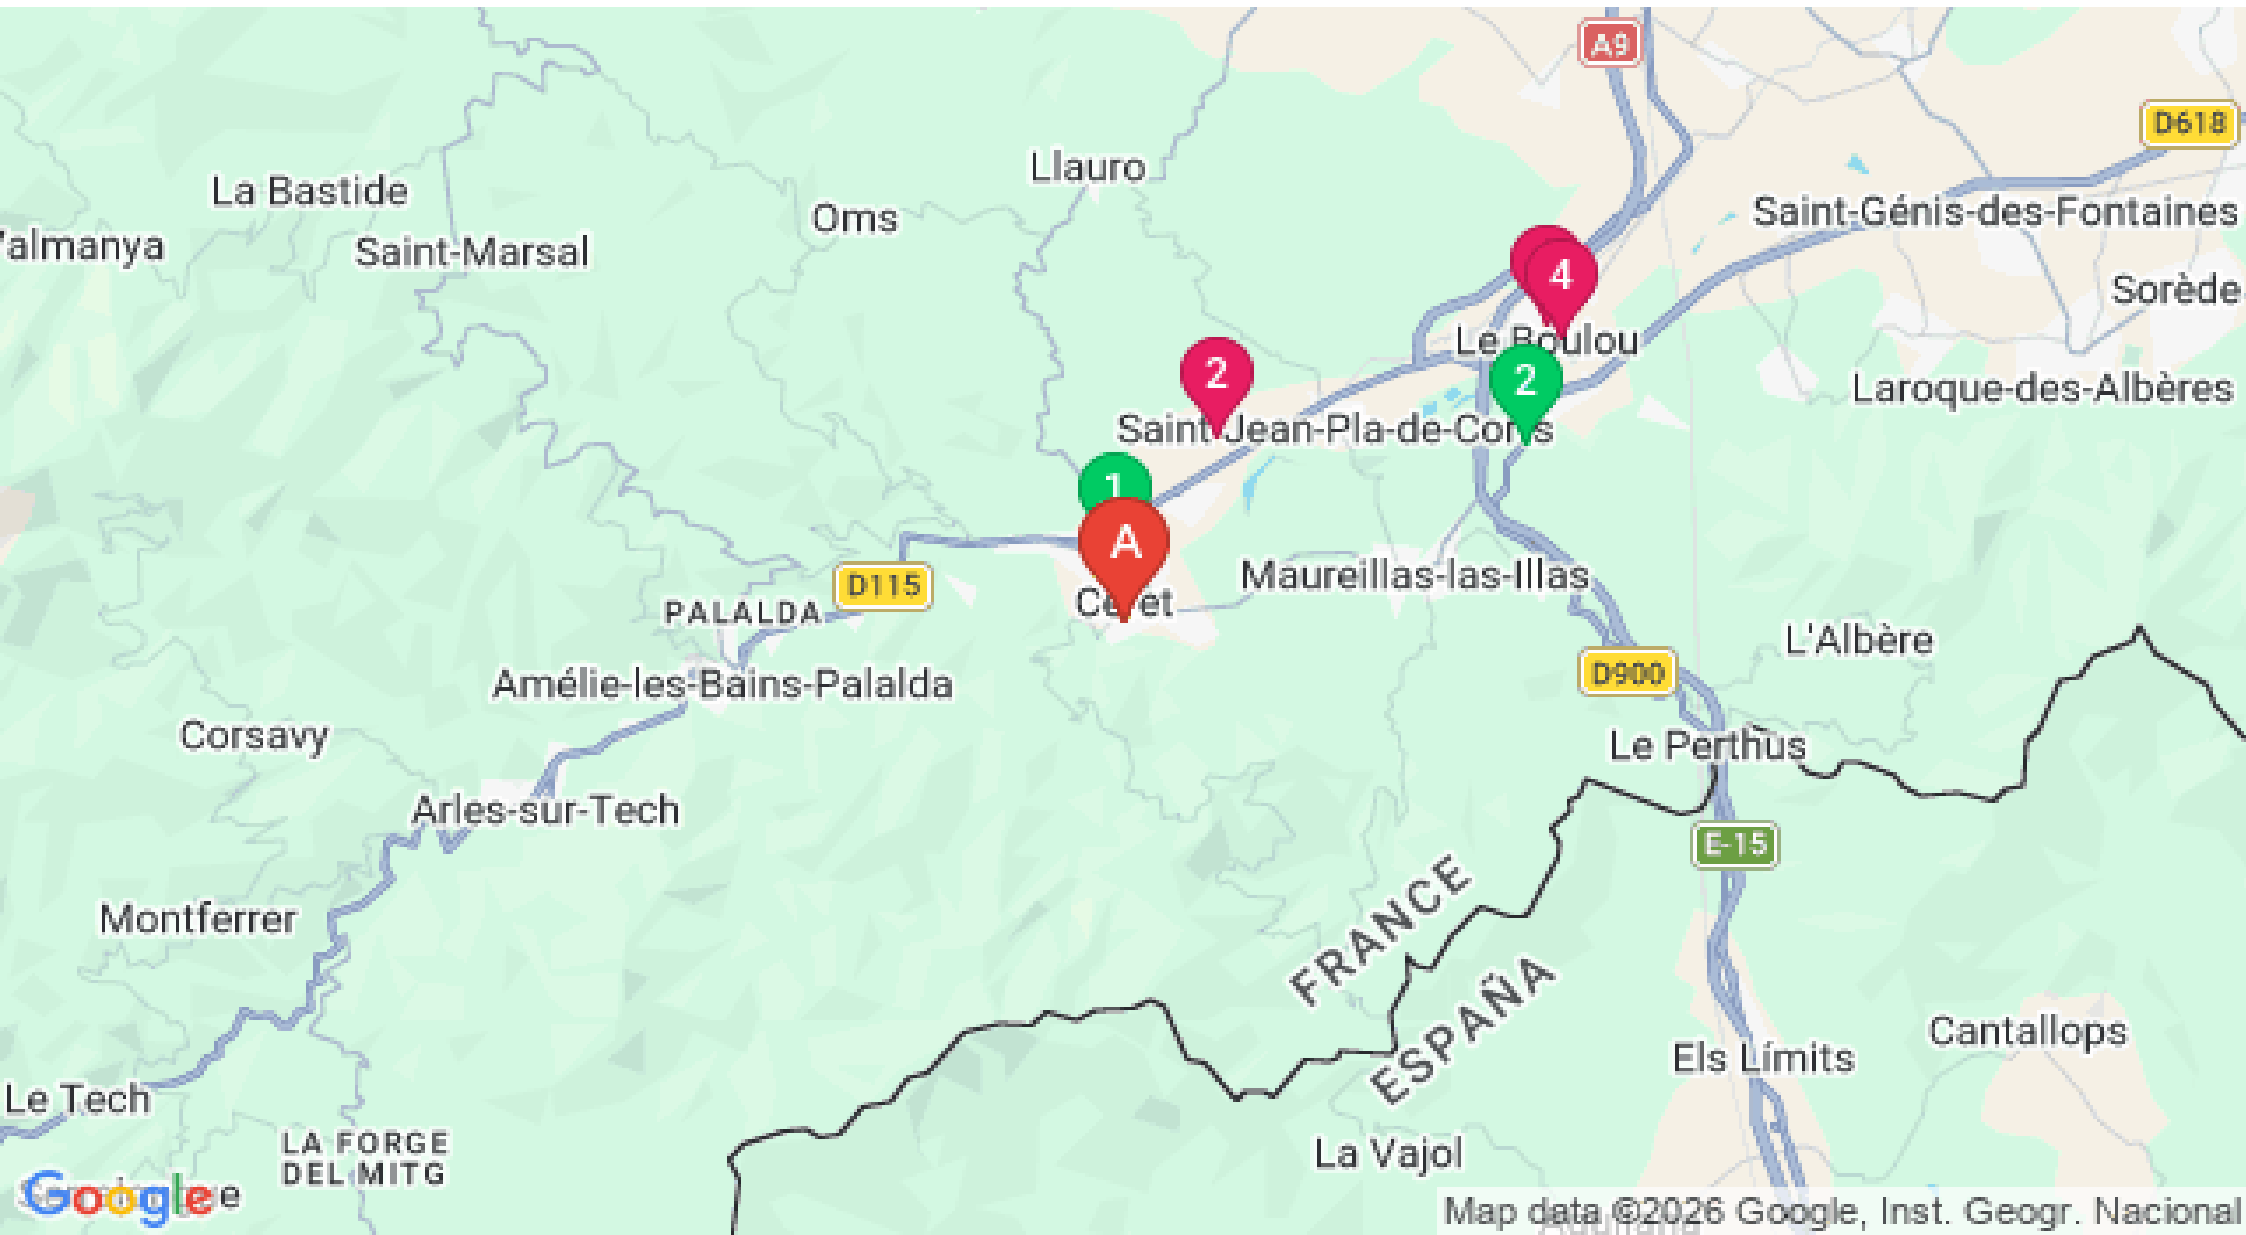 A9
D618
Llauro
La Bastide
Oms
Saint-Génis-des-Fontaines
'almanya
Saint-Marsal
Sorède
4
Le Boulou
2
2
Laroque-des-Albères
Saint-Jean-Pla-de-Corts
1
A
Céret
D115
Maureillas-las-Illas
PALALDA
L'Albère
D900
Amélie-les-Bains-Palalda
Corsavy
Le Perthus
Arles-sur-Tech
E-15
Montferrer
FRANCE
ESPAÑA
Cantallops
Els Límits
Le Tech
LA FORGE
DEL MITG
La Vajol
Google
Map data ©2026 Google, Inst. Geogr. Nacional